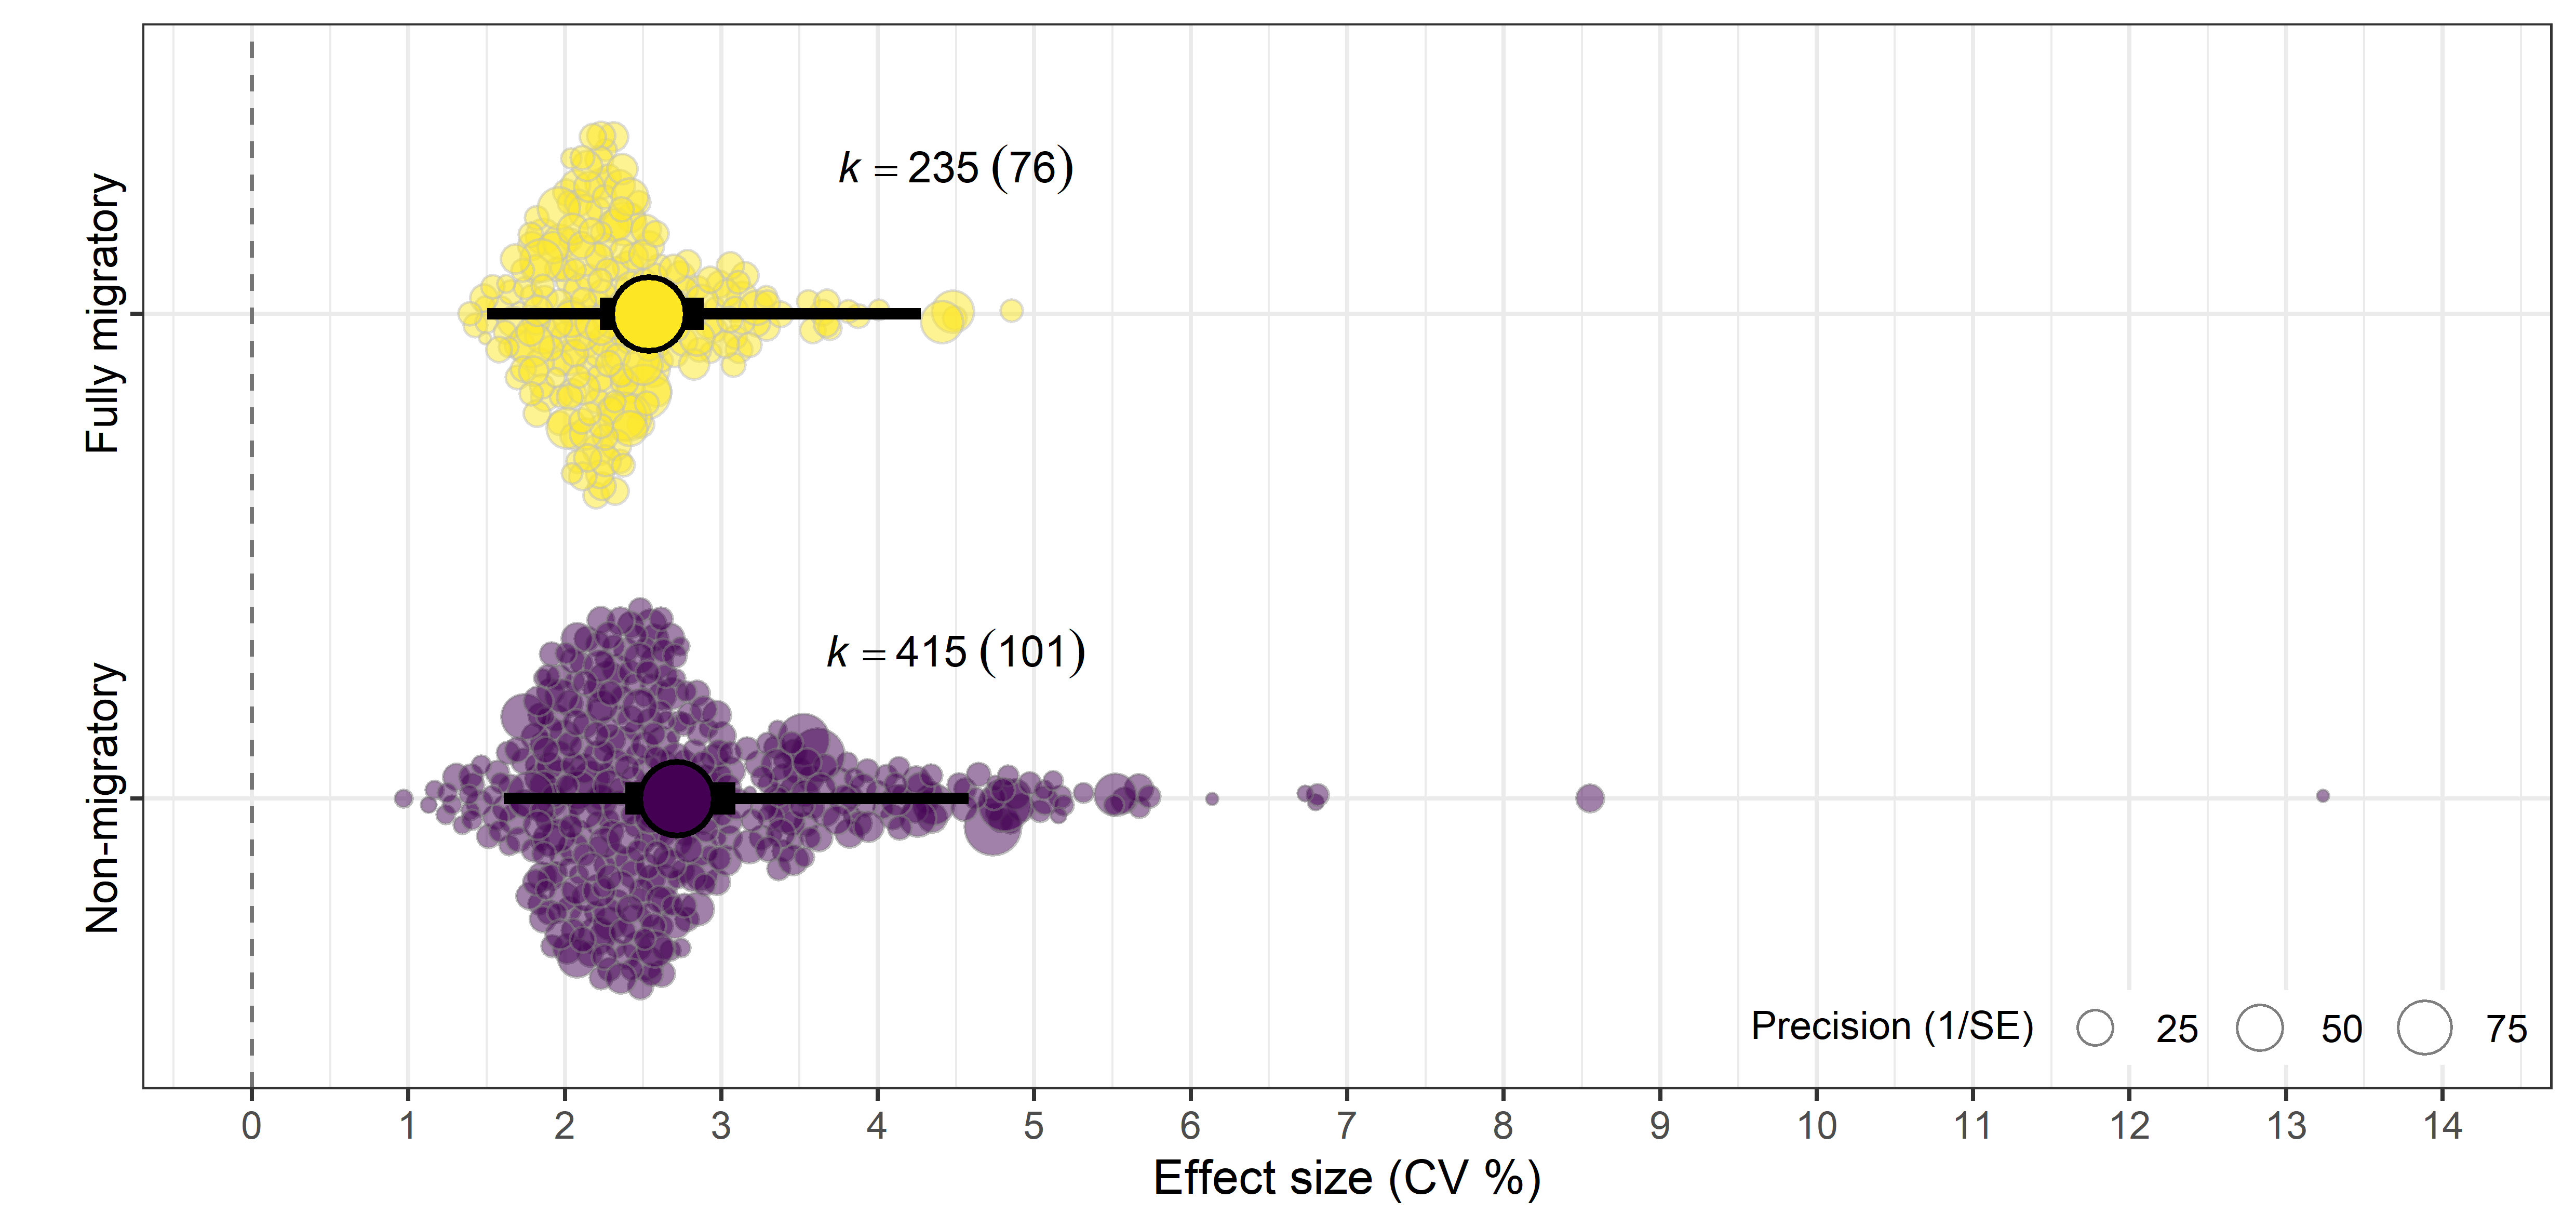 Fully migratory
k = 235 (76)
Non-migratory
k = 415 (101)
Precision (1/SE) 25 50 75
0 1 2 3 4 5 6 7 8 9 10 11 12 13 14
Effect size (CV %)